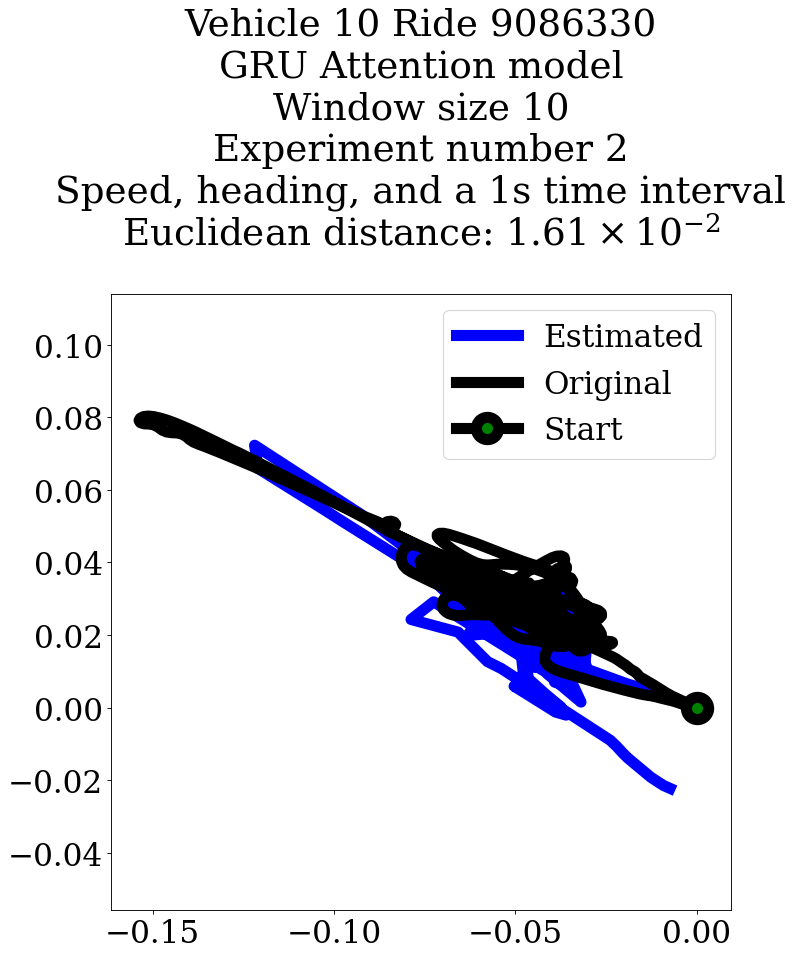 Vehicle 10 Ride 9086330
GRU Attention model
Window size 10
Experiment number 2
Speed, heading, and a 1s time interval
Euclidean distance: 1.61 × 10⁻²
Estimated
Original
Start
0.10
0.08
0.06
0.04
0.02
0.00
−0.02
−0.04
−0.15 −0.10 −0.05 0.00